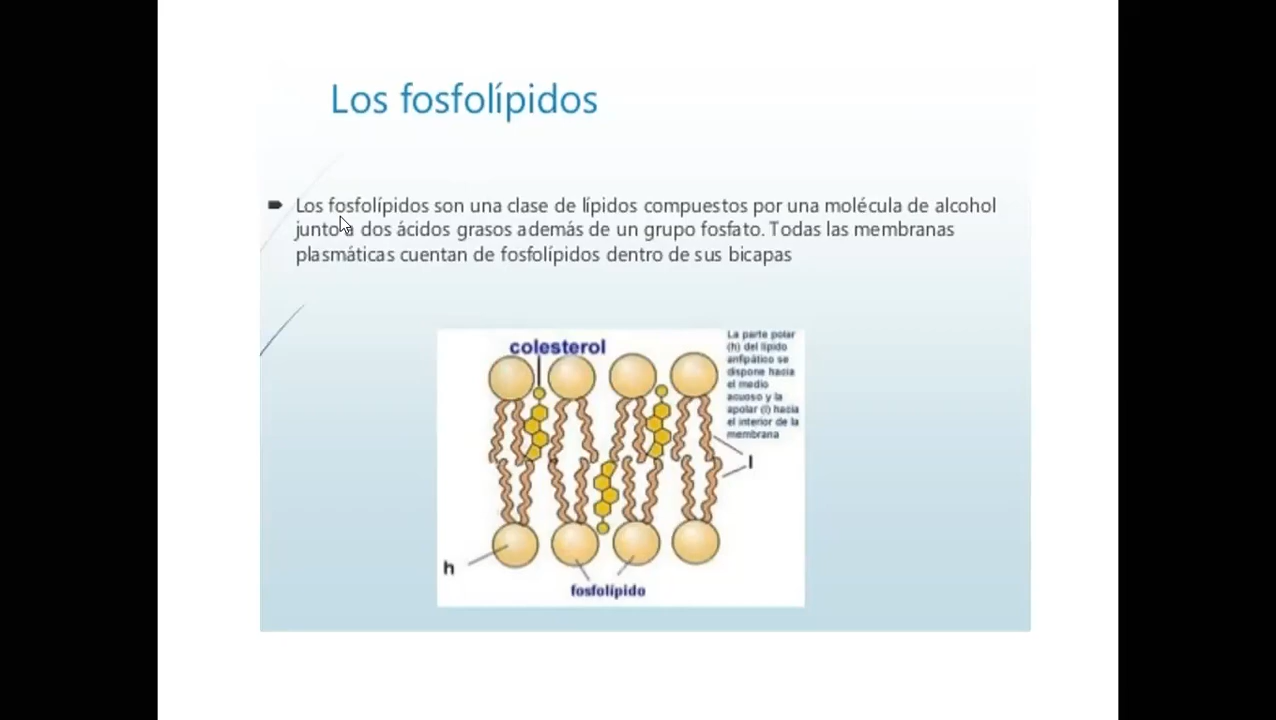 Los fosfolípidos
Los fosfolípidos son una clase de lípidos compuestos por una molécula de alcohol
junto a dos ácidos grasos además de un grupo fosfato. Todas las membranas
plasmáticas cuentan de fosfolípidos dentro de sus bicapas
colesterol
La parte polar
(h) del lípido
anfipático se
dispone hacia
el medio
acuoso y la
apolar (l) hacia
el interior de la
membrana
l
h
fosfolípido